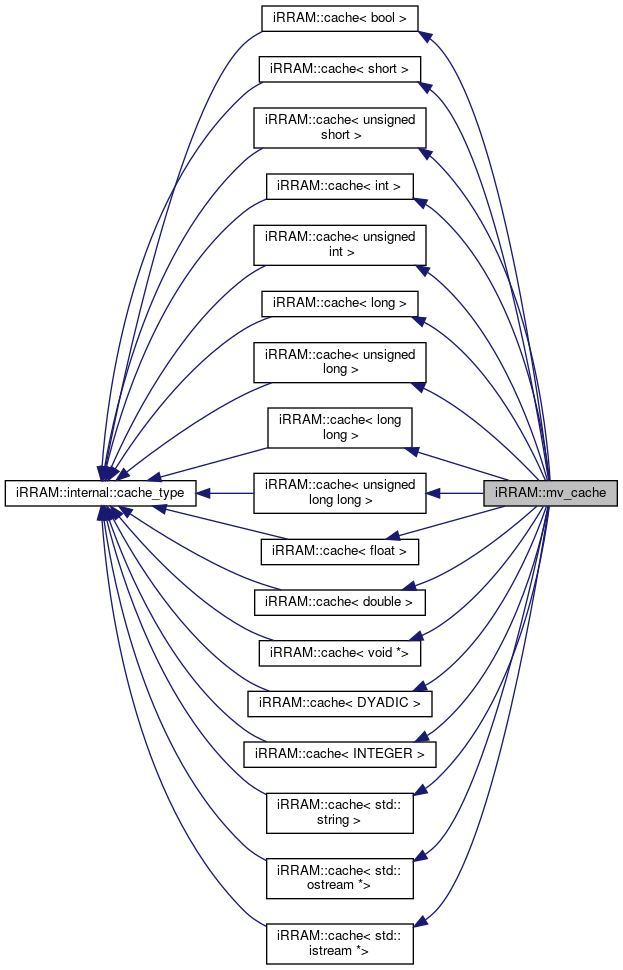 iRRAM::cache< bool >
iRRAM::cache< short >
iRRAM::cache< unsigned
short >
iRRAM::cache< int >
iRRAM::cache< unsigned
int >
iRRAM::cache< long >
iRRAM::cache< unsigned
long >
iRRAM::cache< long
long >
iRRAM::internal::cache_type
iRRAM::cache< unsigned
long long >
iRRAM::mv_cache
iRRAM::cache< float >
iRRAM::cache< double >
iRRAM::cache< void *>
iRRAM::cache< DYADIC >
iRRAM::cache< INTEGER >
iRRAM::cache< std::
string >
iRRAM::cache< std::
ostream *>
iRRAM::cache< std::
istream *>